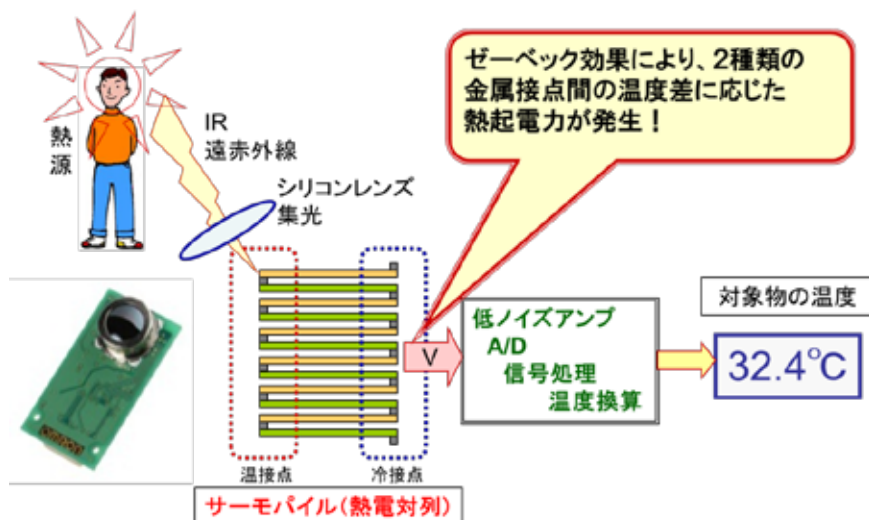 ゼーベック効果により、2種類の
金属接点間の温度差に応じた
熱起電力が発生！
熱
源
IR
遠赤外線
シリコンレンズ
集光
対象物の温度
低ノイズアンプ
A/D
信号処理
温度換算
V
32.4℃
omron
温接点
冷接点
サーモパイル(熱電対列)